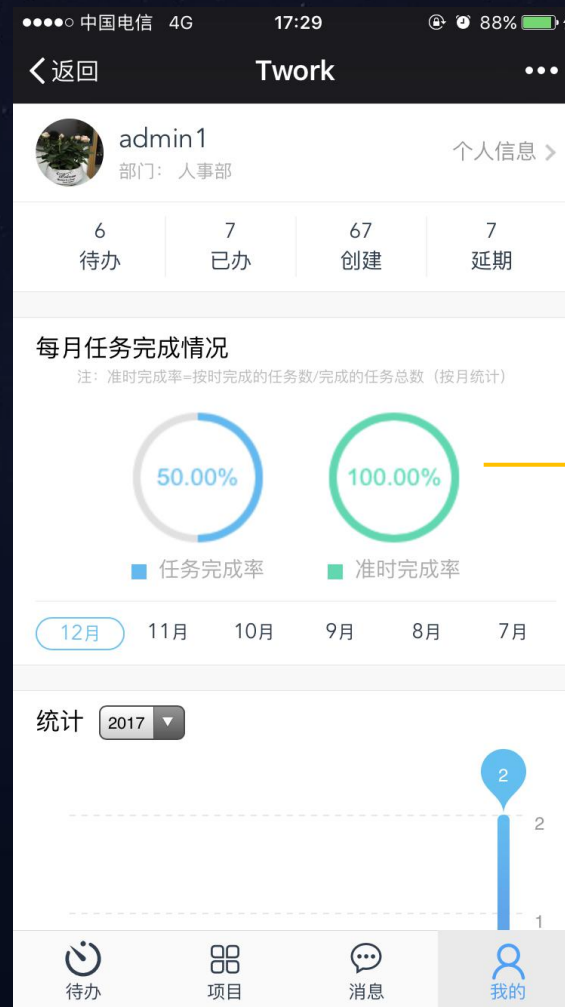 中国电信 4G 17:29 88%
返回 Twork
admin1
部门： 人事部
个人信息
6 7 67 7
待办 已办 创建 延期
每月任务完成情况
注：准时完成率=按时完成的任务数/完成的任务总数（按月统计）
50.00% 100.00%
任务完成率 准时完成率
12月 11月 10月 9月 8月 7月
统计 2017
2
2
1
待办 项目 消息 我的